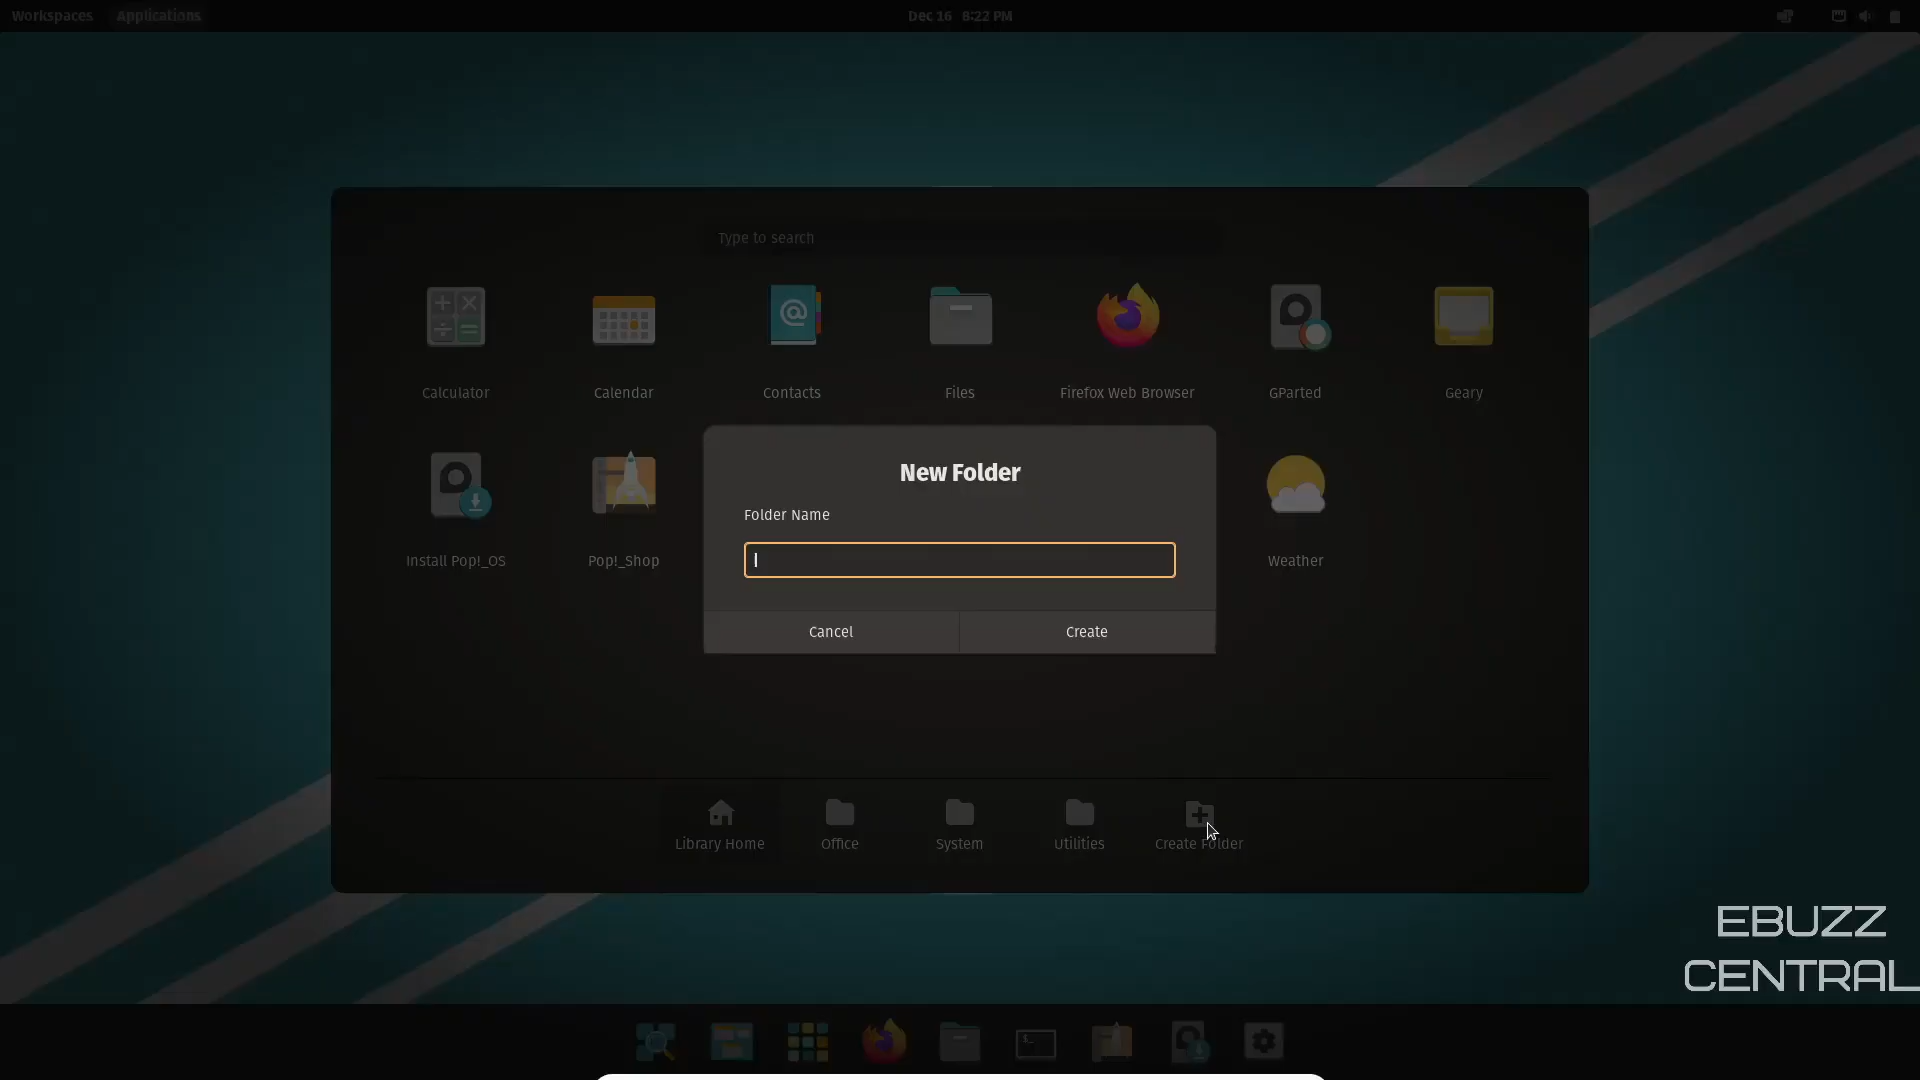 Workspaces Applications Dec 16 8:22 PM
Type to search
Calculator Calendar Contacts Files Firefox Web Browser GParted Geary
New Folder
Folder Name
Install Pop!_OS Pop!_Shop Weather
Cancel Create
Library Home Office System Utilities Create Folder
EBUZZ
CENTRAL